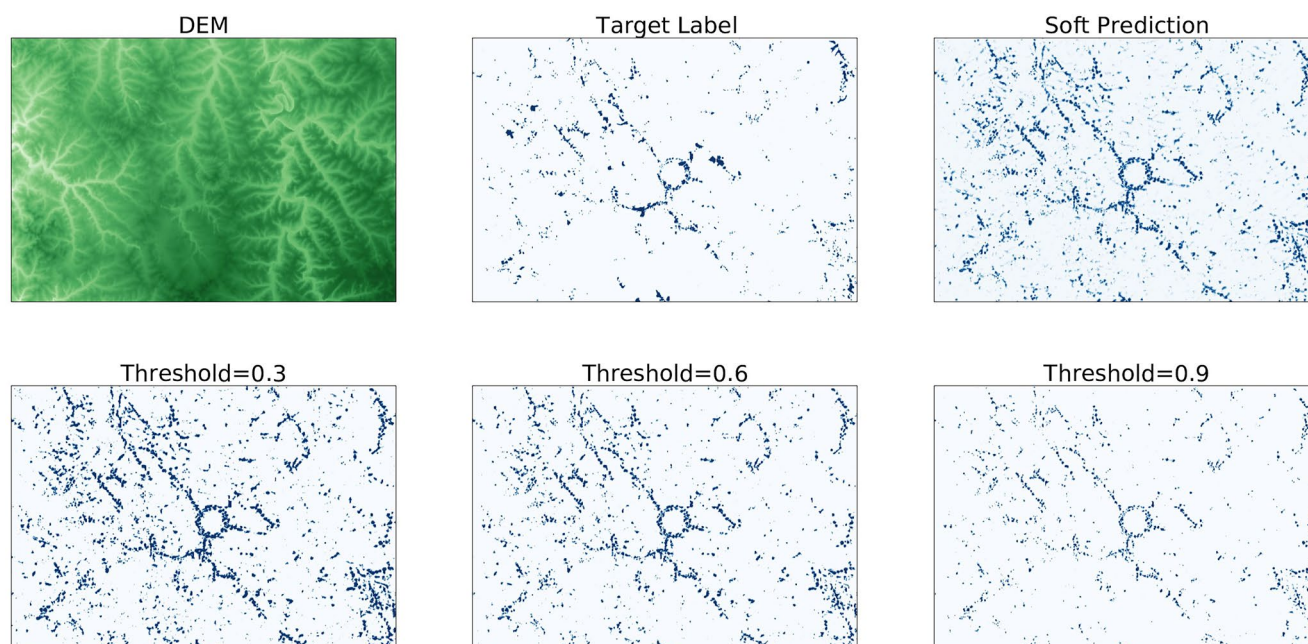 DEM
Target Label
Soft Prediction
Threshold=0.3
Threshold=0.6
Threshold=0.9